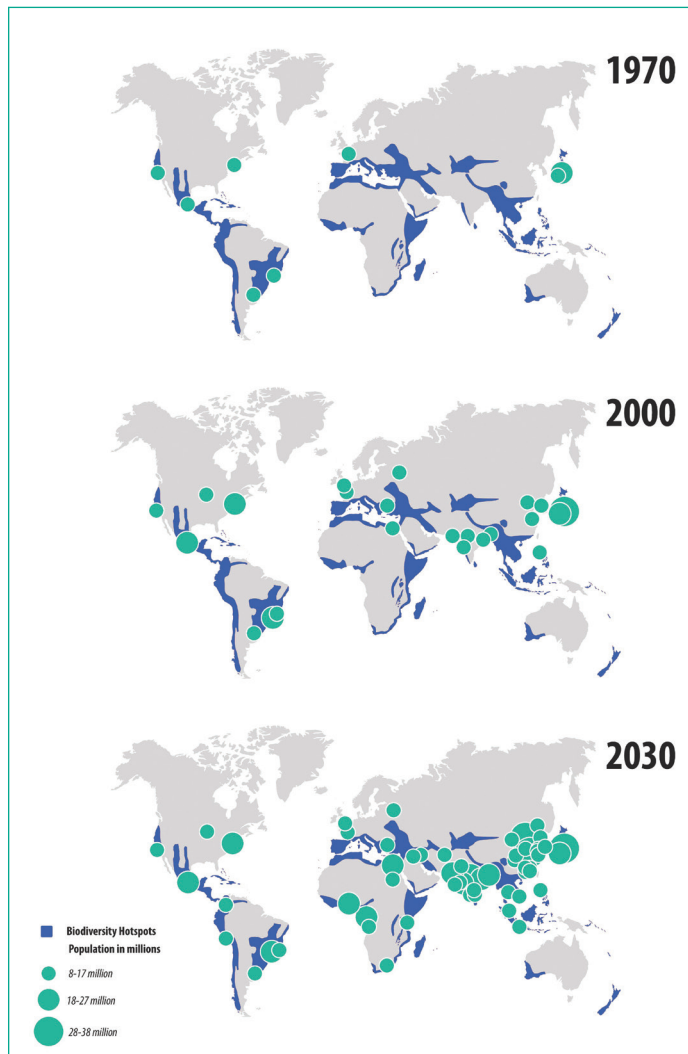 1970
2000
2030
Biodiversity Hotspots
Population in millions
8-17 million
18-27 million
28-38 million